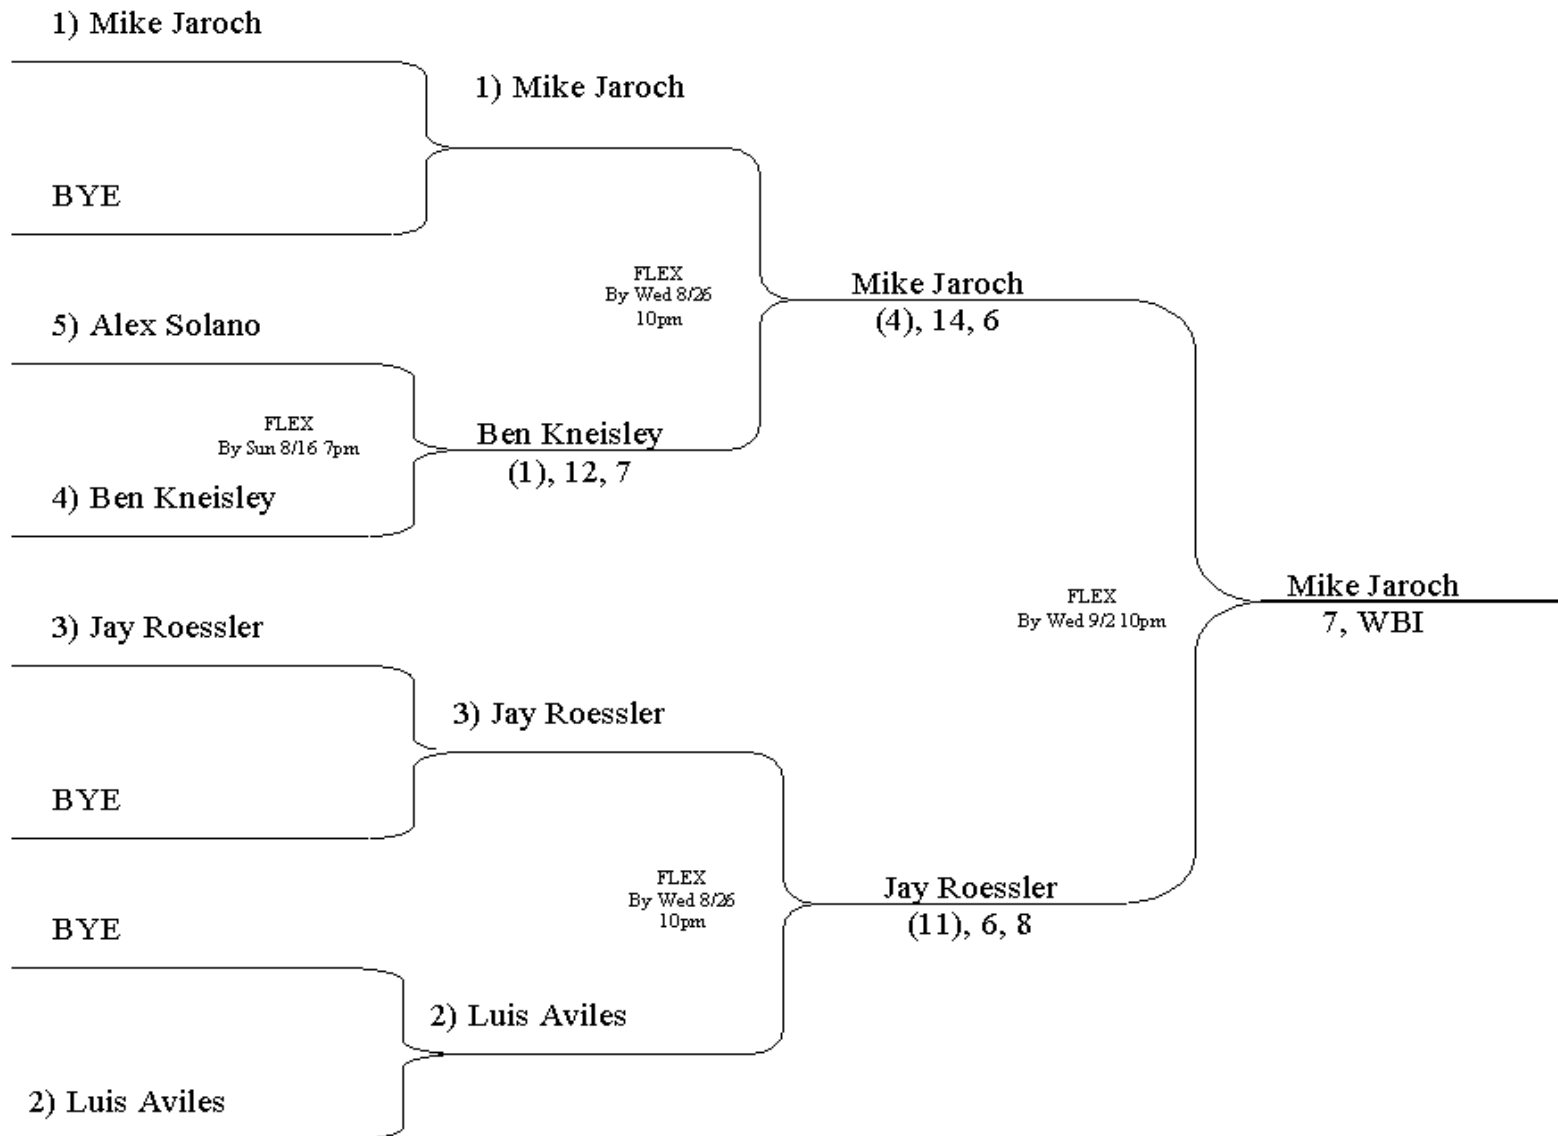 1) Mike Jaroch
1) Mike Jaroch
BYE
FLEX
By Wed 8/26
10pm
Mike Jaroch
(4), 14, 6
5) Alex Solano
FLEX
By Sun 8/16 7pm
Ben Kneisley
(1), 12, 7
4) Ben Kneisley
FLEX
By Wed 9/2 10pm
Mike Jaroch
7, WBI
3) Jay Roessler
3) Jay Roessler
BYE
FLEX
By Wed 8/26
10pm
Jay Roessler
(11), 6, 8
BYE
2) Luis Aviles
2) Luis Aviles